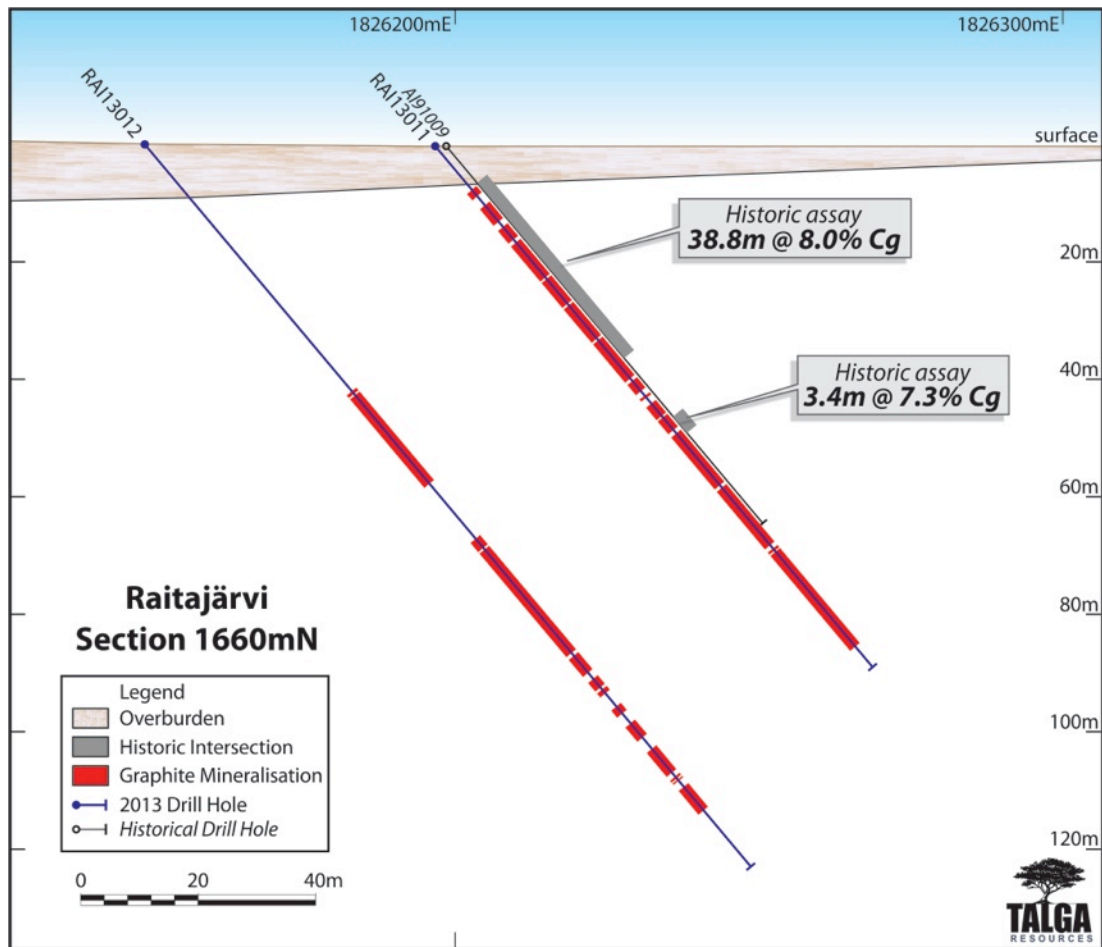 1826200mE
1826300mE
RAI13012
RAI13011
AI91009
surface
Historic assay
38.8m @ 8.0% Cg
20m
Historic assay
3.4m @ 7.3% Cg
40m
60m
80m
100m
120m
Raitajärvi
Section 1660mN
Legend
Overburden
Historic Intersection
Graphite Mineralisation
2013 Drill Hole
Historical Drill Hole
0 20 40m
TALGA
RESOURCES